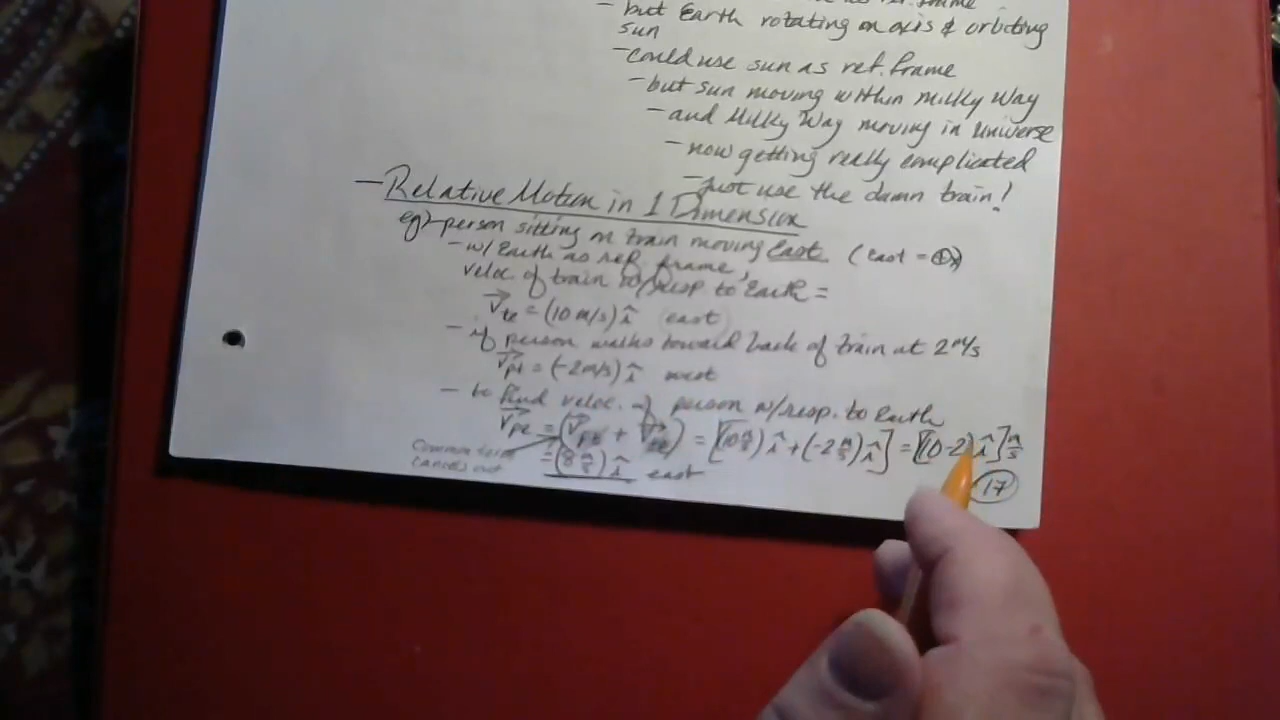 ref. frame
- but Earth rotating on axis & orbiting
sun
- could use sun as ref. frame
- but sun moving within Milky Way
- and Milky Way moving in Universe
- now getting really complicated
- Just use the damn train!
- Relative Motion in 1 Dimension
eg) person sitting on train moving East. (east = ⊕x)
- w/ Earth as ref. frame,
veloc. of train w/resp to Earth =
v⃗te = (10 m/s) î east
- if person walks toward back of train at 2 m/s
v⃗pt = (-2 m/s) î west
- to find veloc. of person w/resp. to Earth
v⃗pe = (v⃗pt + v⃗te) = [(10 m/s) î + (-2 m/s) î] = [(10-2) î] m/s
Common term
cancels out
= (8 m/s) î east
17